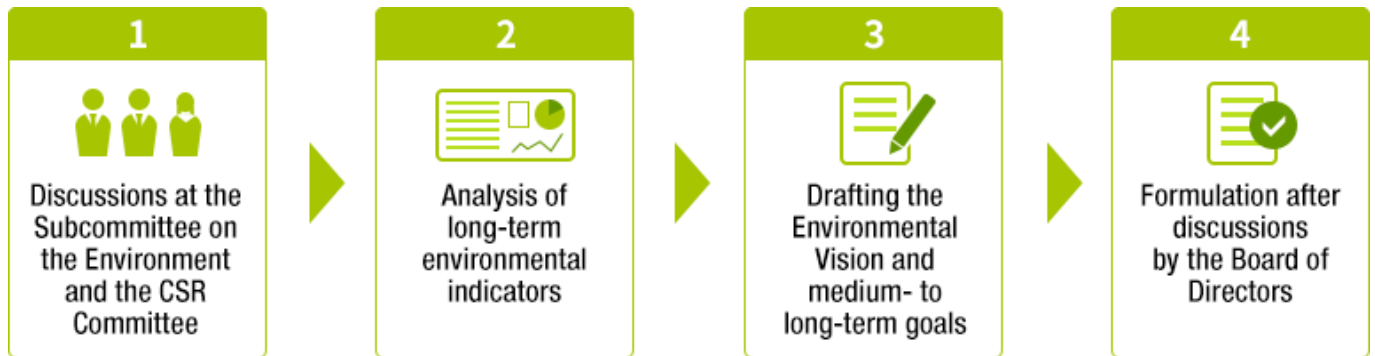 1
Discussions at the
Subcommittee on
the Environment
and the CSR
Committee
2
Analysis of
long-term
environmental
indicators
3
Drafting the
Environmental
Vision and
medium- to
long-term goals
4
Formulation after
discussions
by the Board of
Directors